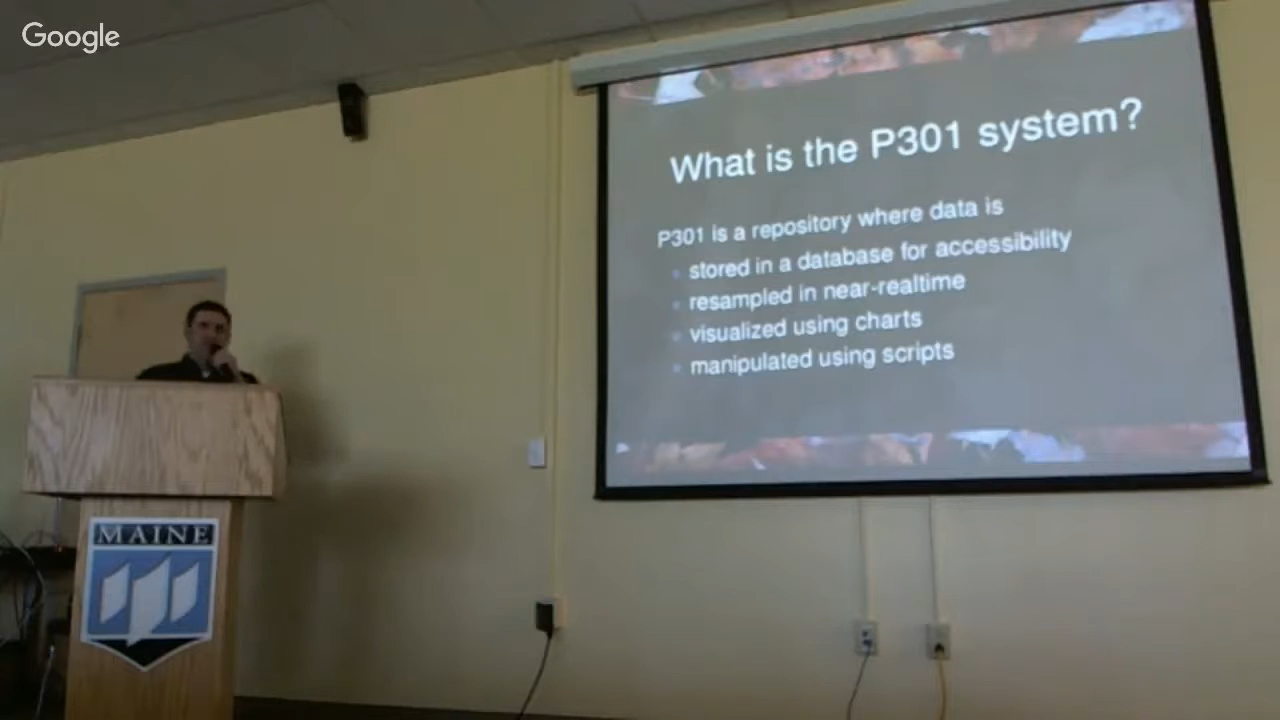 Google
What is the P301 system?
P301 is a repository where data is
stored in a database for accessibility
resampled in near-realtime
visualized using charts
manipulated using scripts
MAINE